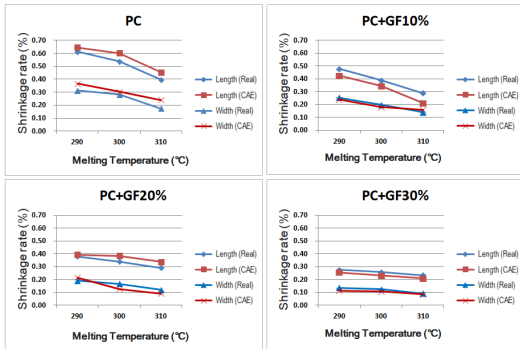 PC
Shrinkage rate (%)
0.70
0.60
0.50
0.40
0.30
0.20
0.10
0.00
290
300
310
Melting Temperature (℃)
Length (Real)
Length (CAE)
Width (Real)
Width (CAE)
PC+GF10%
Shrinkage rate (%)
0.70
0.60
0.50
0.40
0.30
0.20
0.10
0.00
290
300
310
Melting Temperature (℃)
Length (Real)
Length (CAE)
Width (Real)
Width (CAE)
PC+GF20%
Shrinkage rate (%)
0.70
0.60
0.50
0.40
0.30
0.20
0.10
0.00
290
300
310
Melting Temperature (℃)
Length (Real)
Length (CAE)
Width (Real)
Width (CAE)
PC+GF30%
Shrinkage rate (%)
0.70
0.60
0.50
0.40
0.30
0.20
0.10
0.00
290
300
310
Melting Temperature (℃)
Length (Real)
Length (CAE)
Width (Real)
Width (CAE)